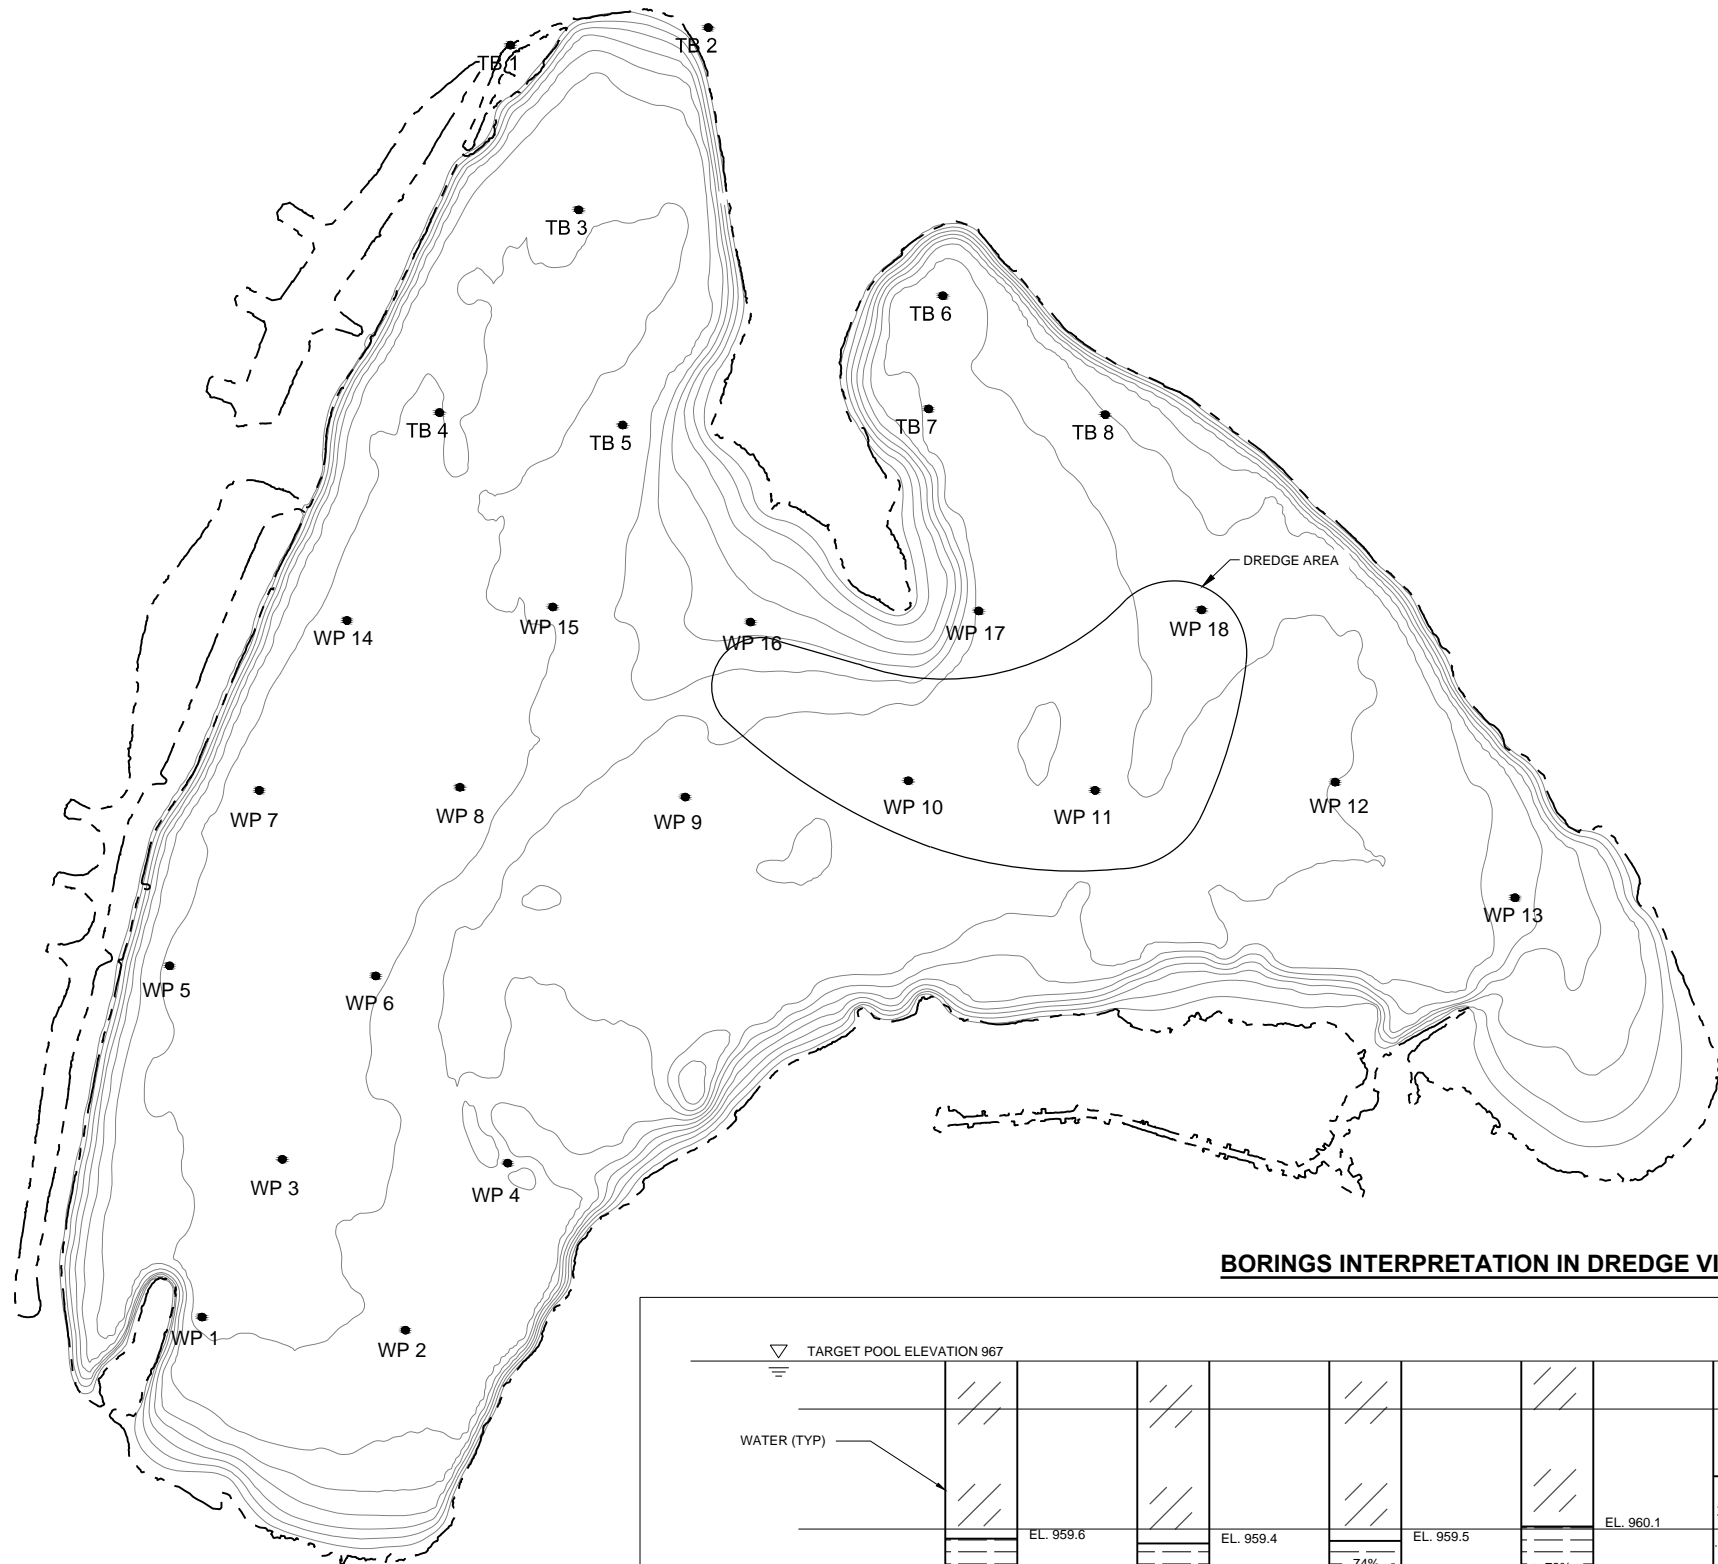 TB 1
TB 2
TB 3
TB 6
TB 4
TB 5
TB 7
TB 8
DREDGE AREA
WP 14
WP 15
WP 16
WP 17
WP 18
WP 7
WP 8
WP 9
WP 10
WP 11
WP 12
WP 13
WP 5
WP 6
WP 3
WP 4
BORINGS INTERPRETATION IN DREDGE VI
WP 1
WP 2
TARGET POOL ELEVATION 967
WATER (TYP)
EL. 959.6
EL. 959.4
EL. 959.5
EL. 960.1
74%